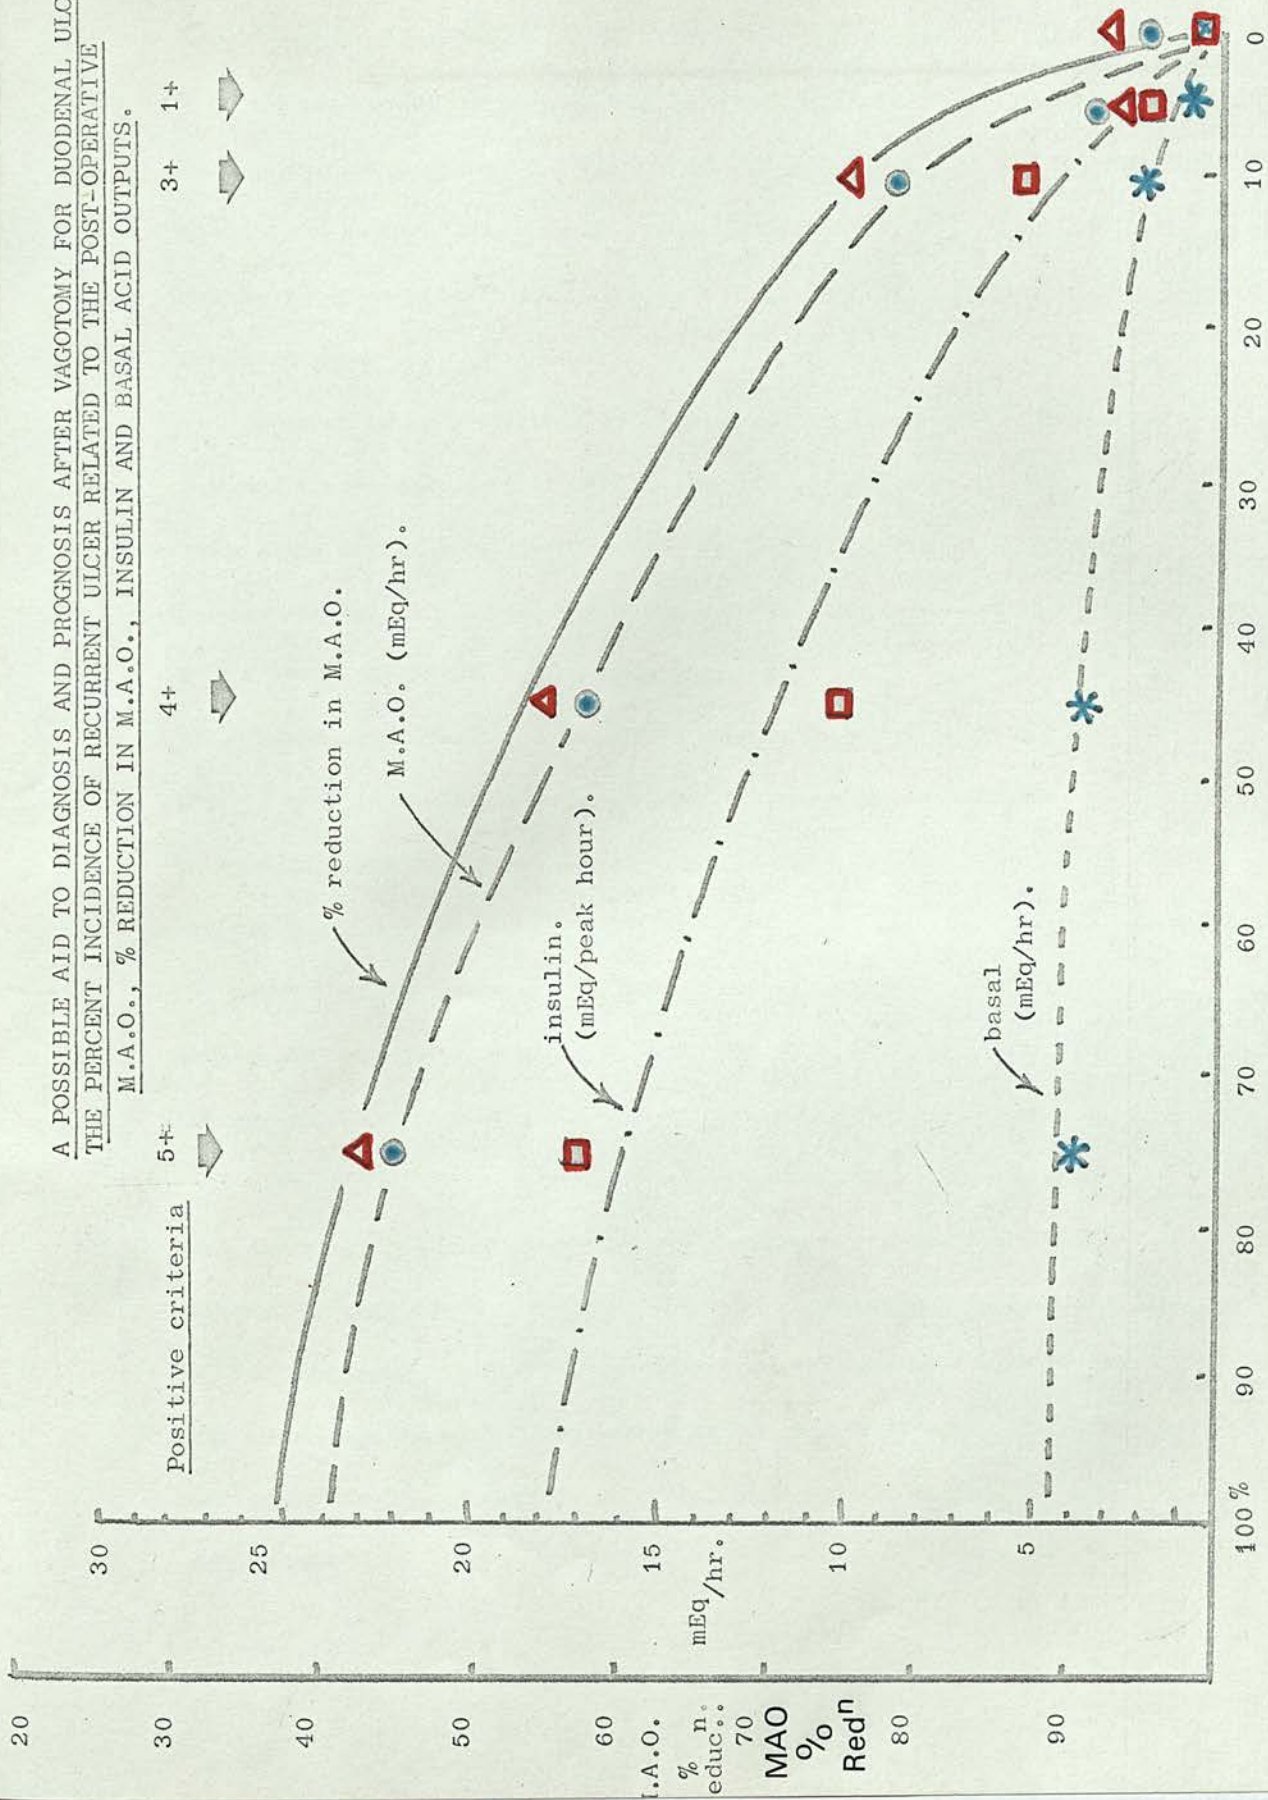 A POSSIBLE AID TO DIAGNOSIS AND PROGNOSIS AFTER VAGOTOMY FOR DUODENAL ULC
THE PERCENT INCIDENCE OF RECURRENT ULCER RELATED TO THE POST-OPERATIVE
M.A.O., % REDUCTION IN M.A.O., INSULIN AND BASAL ACID OUTPUTS.
Positive criteria
5+
4+
3+
1+
% reduction in M.A.O.
M.A.O. (mEq/hr).
insulin.
(mEq/peak hour).
basal
(mEq/hr).
20
30
40
50
60
70
80
90
.A.O.
%
educn.
MAO
%
Redn
30
25
20
15
10
5
mEq/hr.
100%
90
80
70
60
50
40
30
20
10
0